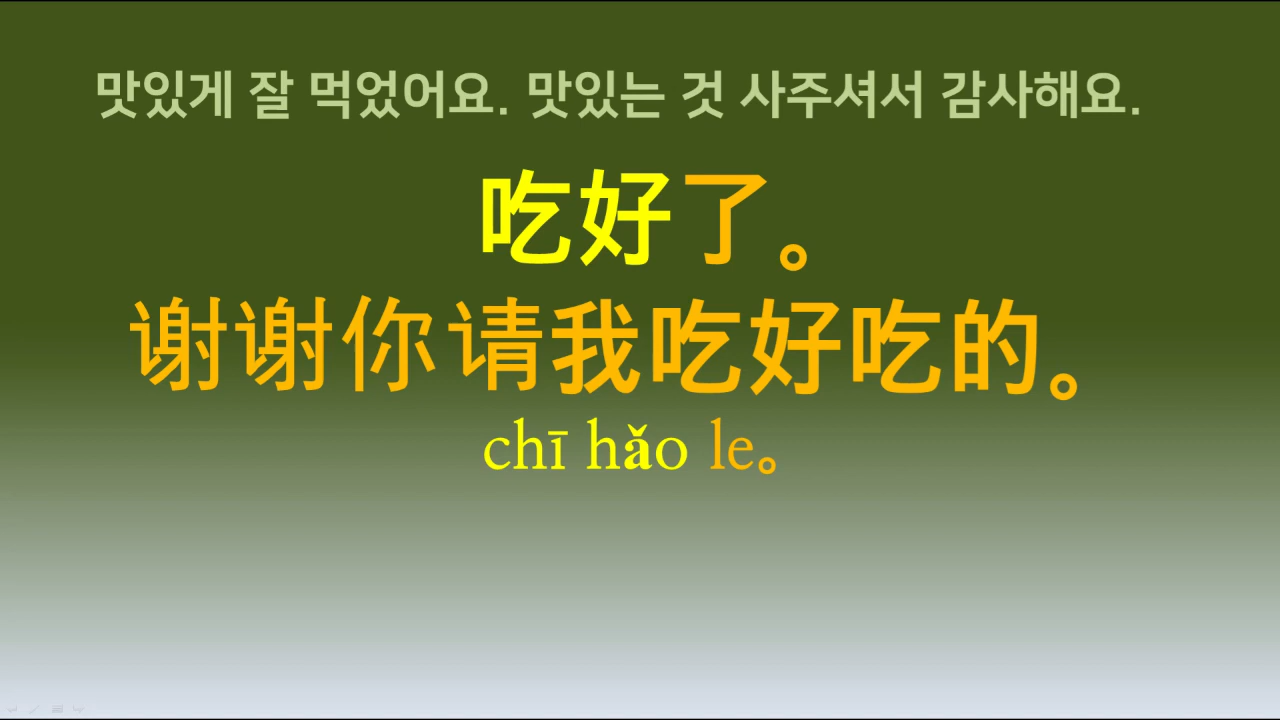 맛있게 잘 먹었어요. 맛있는 것 사주셔서 감사해요.
吃好了。
谢谢你请我吃好吃的。
chī hǎo le。